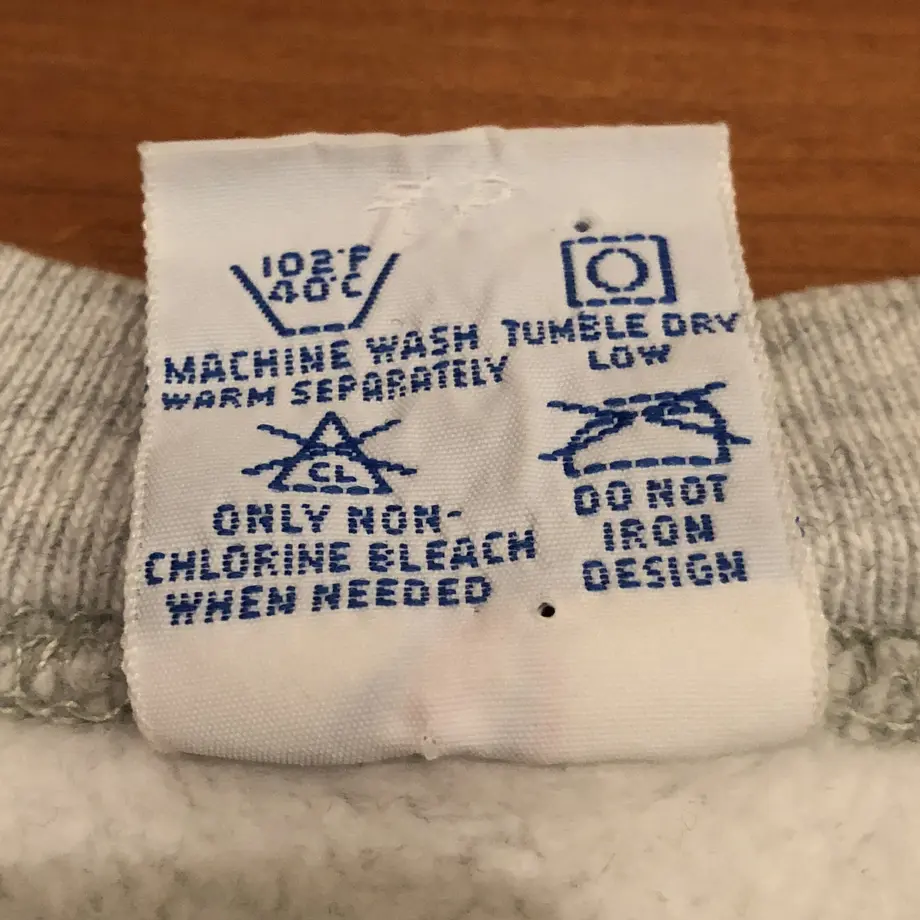 102°F
40°C
MACHINE WASH
WARM SEPARATELY
TUMBLE DRY
LOW
CL
ONLY NON-
CHLORINE BLEACH
WHEN NEEDED
DO NOT
IRON
DESIGN